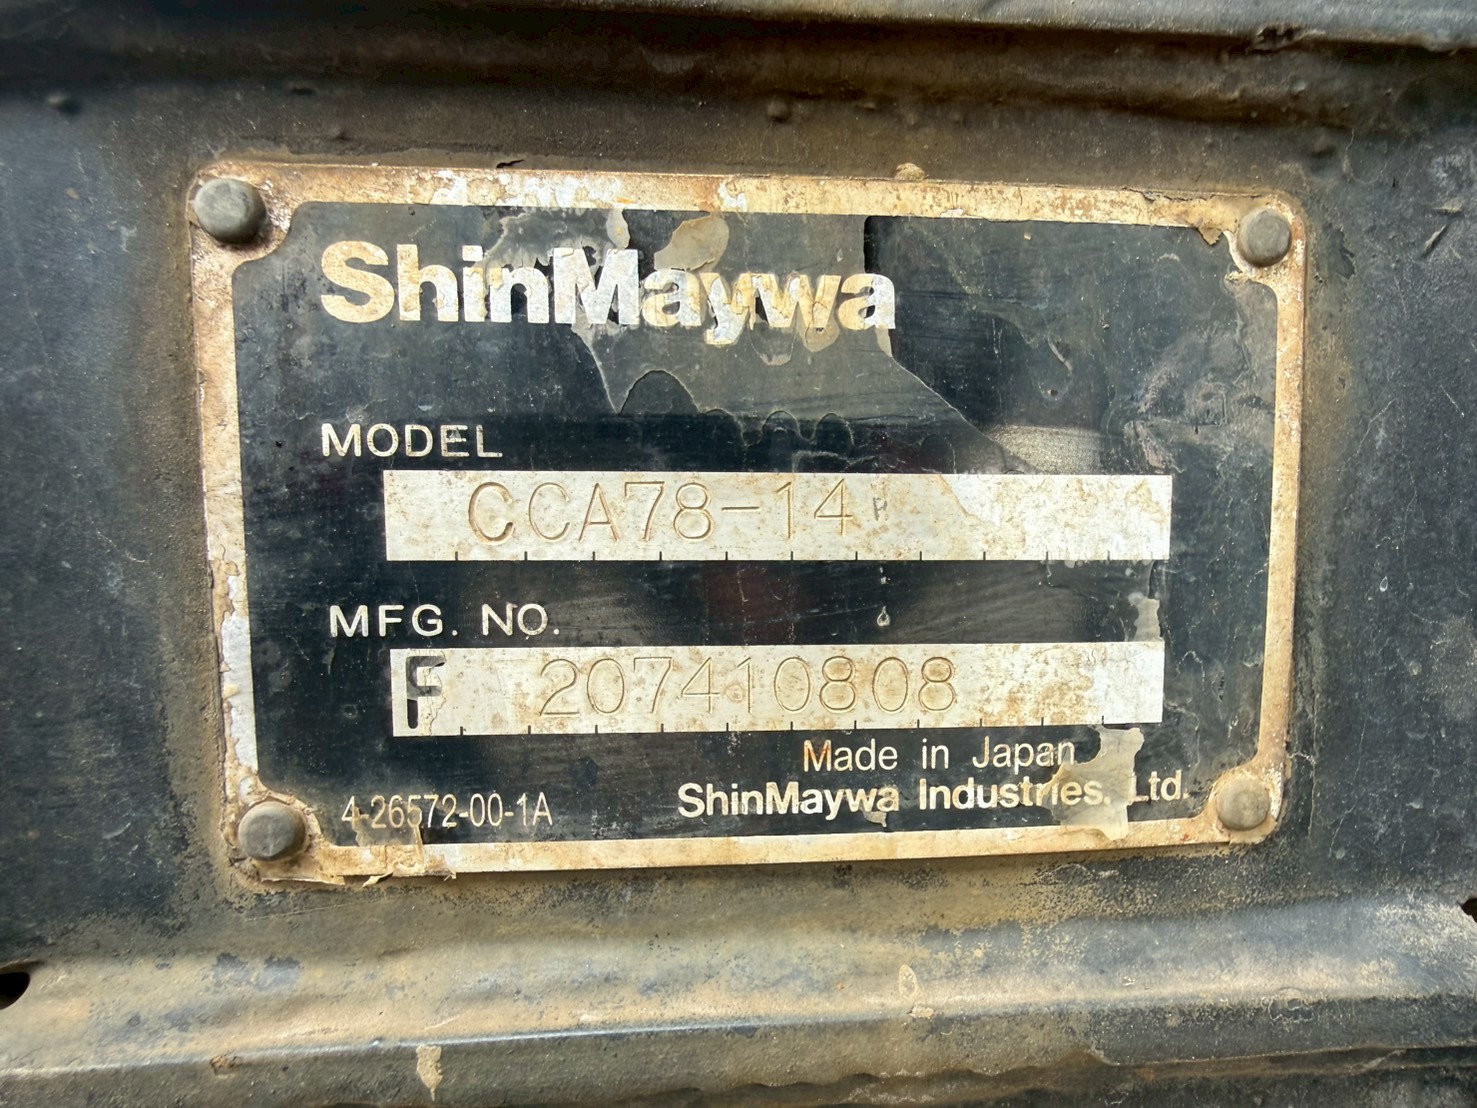 ShinMaywa
MODEL
CCA78-14
MFG. NO.
F 207410808
Made in Japan
4-26572-00-1A
ShinMaywa Industries, Ltd.